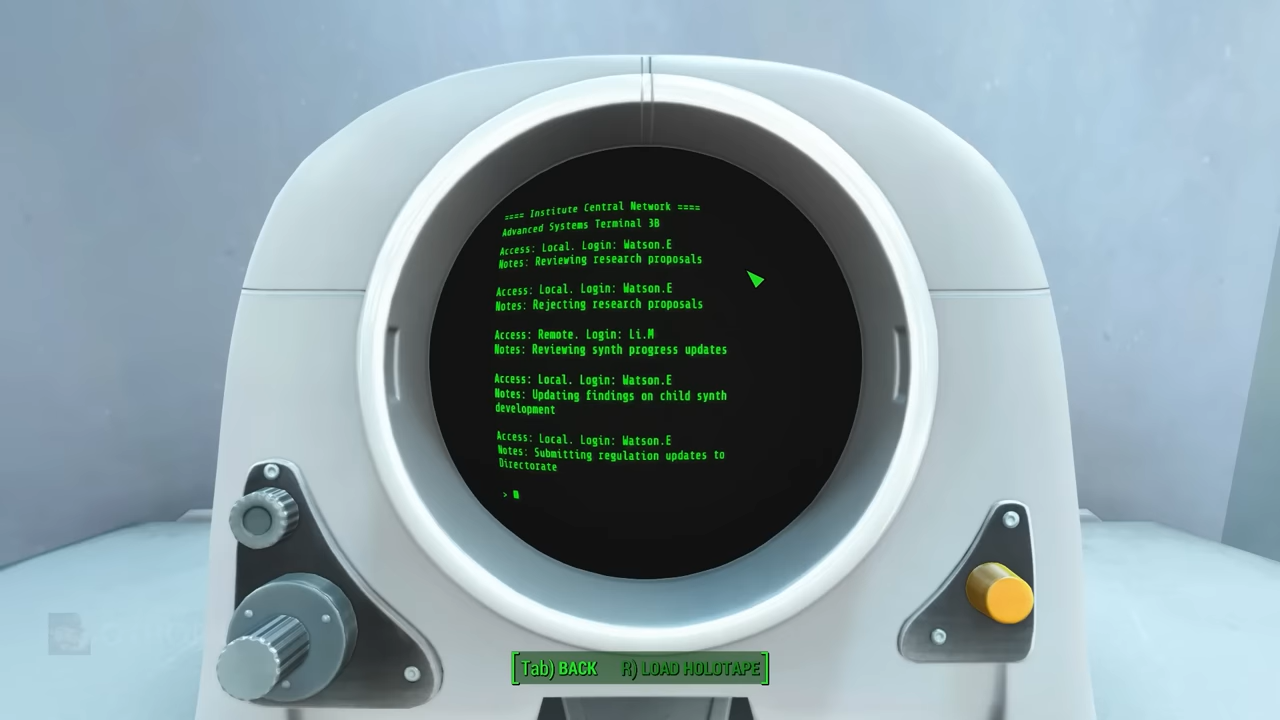 ==== Institute Central Network ====
Advanced Systems Terminal 3B
Access: Local. Login: Watson.E
Notes: Reviewing research proposals
Access: Local. Login: Watson.E
Notes: Rejecting research proposals
Access: Remote. Login: Li.M
Notes: Reviewing synth progress updates
Access: Local. Login: Watson.E
Notes: Updating findings on child synth
development
Access: Local. Login: Watson.E
Notes: Submitting regulation updates to
Directorate
>
[Tab) BACK R) LOAD HOLOTAPE]